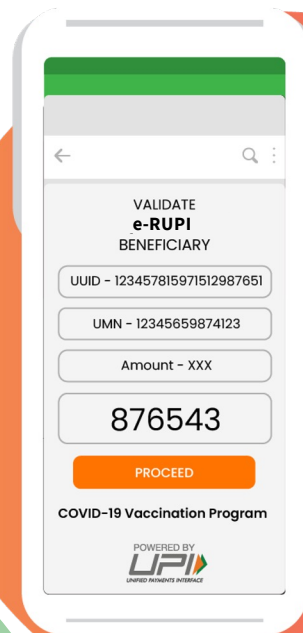 VALIDATE
e-RUPI
BENEFICIARY
UUID - 123457815971512987651
UMN - 12345659874123
Amount - XXX
876543
PROCEED
COVID-19 Vaccination Program
POWERED BY
UPI
UNIFIED PAYMENTS INTERFACE